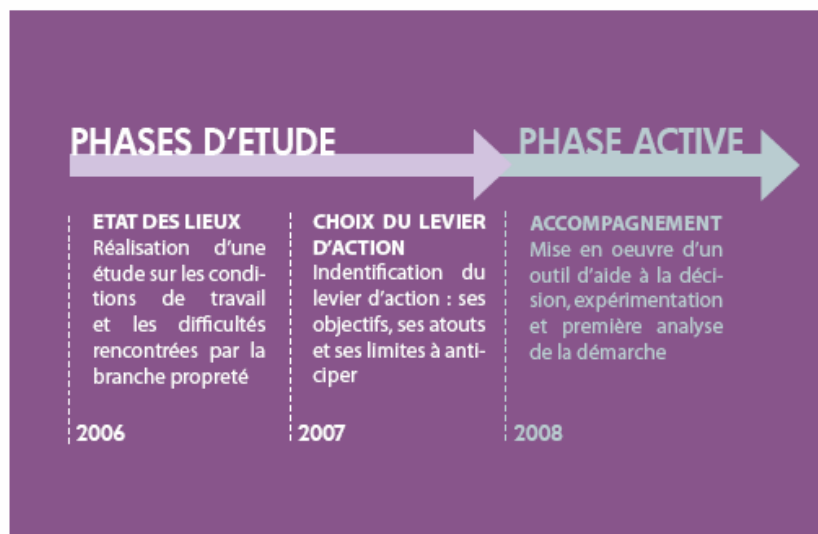 PHASES D'ETUDE
PHASE ACTIVE
ETAT DES LIEUX
Réalisation d'une
étude sur les condi-
tions de travail
et les difficultés
rencontrées par la
branche propreté
2006
CHOIX DU LEVIER
D'ACTION
Indentification du
levier d'action : ses
objectifs, ses atouts
et ses limites à anti-
ciper
2007
ACCOMPAGNEMENT
Mise en oeuvre d'un
outil d'aide à la déci-
sion, expérimentation
et première analyse
de la démarche
2008